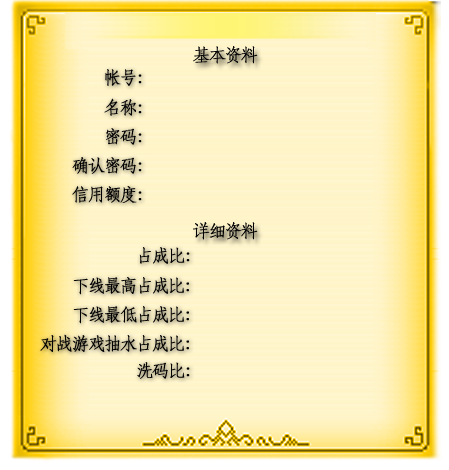 基本资料
帐号:
名称:
密码:
确认密码:
信用额度:
详细资料
占成比:
下线最高占成比:
下线最低占成比:
对战游戏抽水占成比:
洗码比: